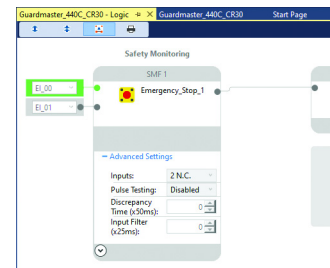 Guardmaster_440C_CR30 - Logic
Guardmaster_440C_CR30
Start Page
Safety Monitoring
SMF 1
EI_00
Emergency_Stop_1
EI_01
Advanced Settings
Inputs: 2 N.C.
Pulse Testing: Disabled
Discrepancy
Time (x50ms): 0
Input Filter
(x25ms): 0